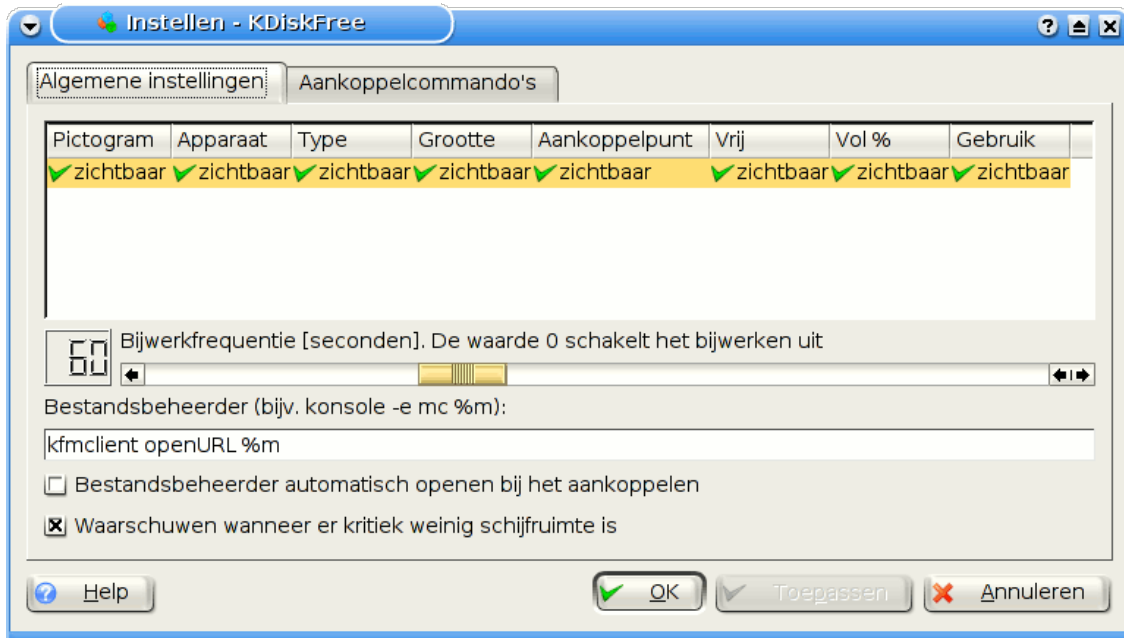 Instellen - KDiskFree
Algemene instellingen Aankoppelcommando's
Pictogram Apparaat Type Grootte Aankoppelpunt Vrij Vol % Gebruik
zichtbaar zichtbaar zichtbaar zichtbaar zichtbaar zichtbaar zichtbaar zichtbaar
60 Bijwerkfrequentie [seconden]. De waarde 0 schakelt het bijwerken uit
Bestandsbeheerder (bijv. konsole -e mc %m):
kfmclient openURL %m
Bestandsbeheerder automatisch openen bij het aankoppelen
Waarschuwen wanneer er kritiek weinig schijfruimte is
Help OK Toepassen Annuleren